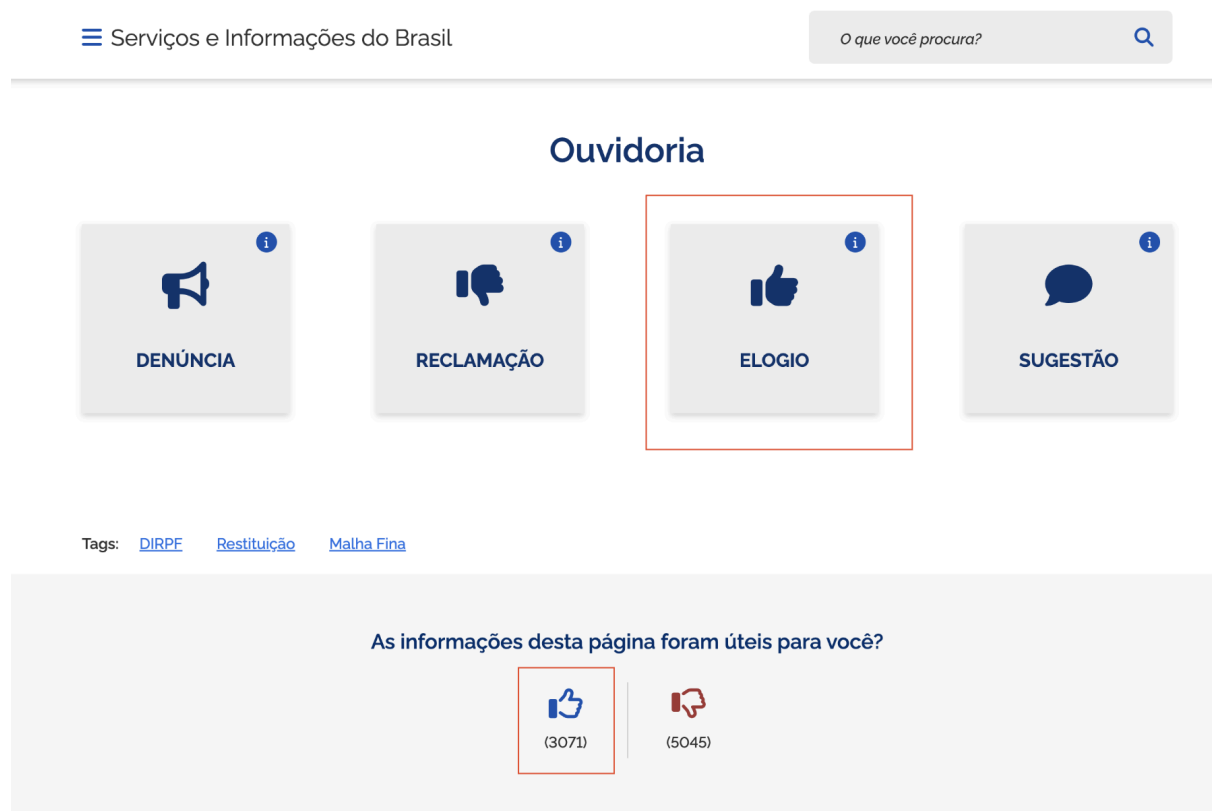 Serviços e Informações do Brasil
O que você procura?
Ouvidoria
DENÚNCIA
RECLAMAÇÃO
ELOGIO
SUGESTÃO
Tags: DIRPF Restituição Malha Fina
As informações desta página foram úteis para você?
(3071) (5045)